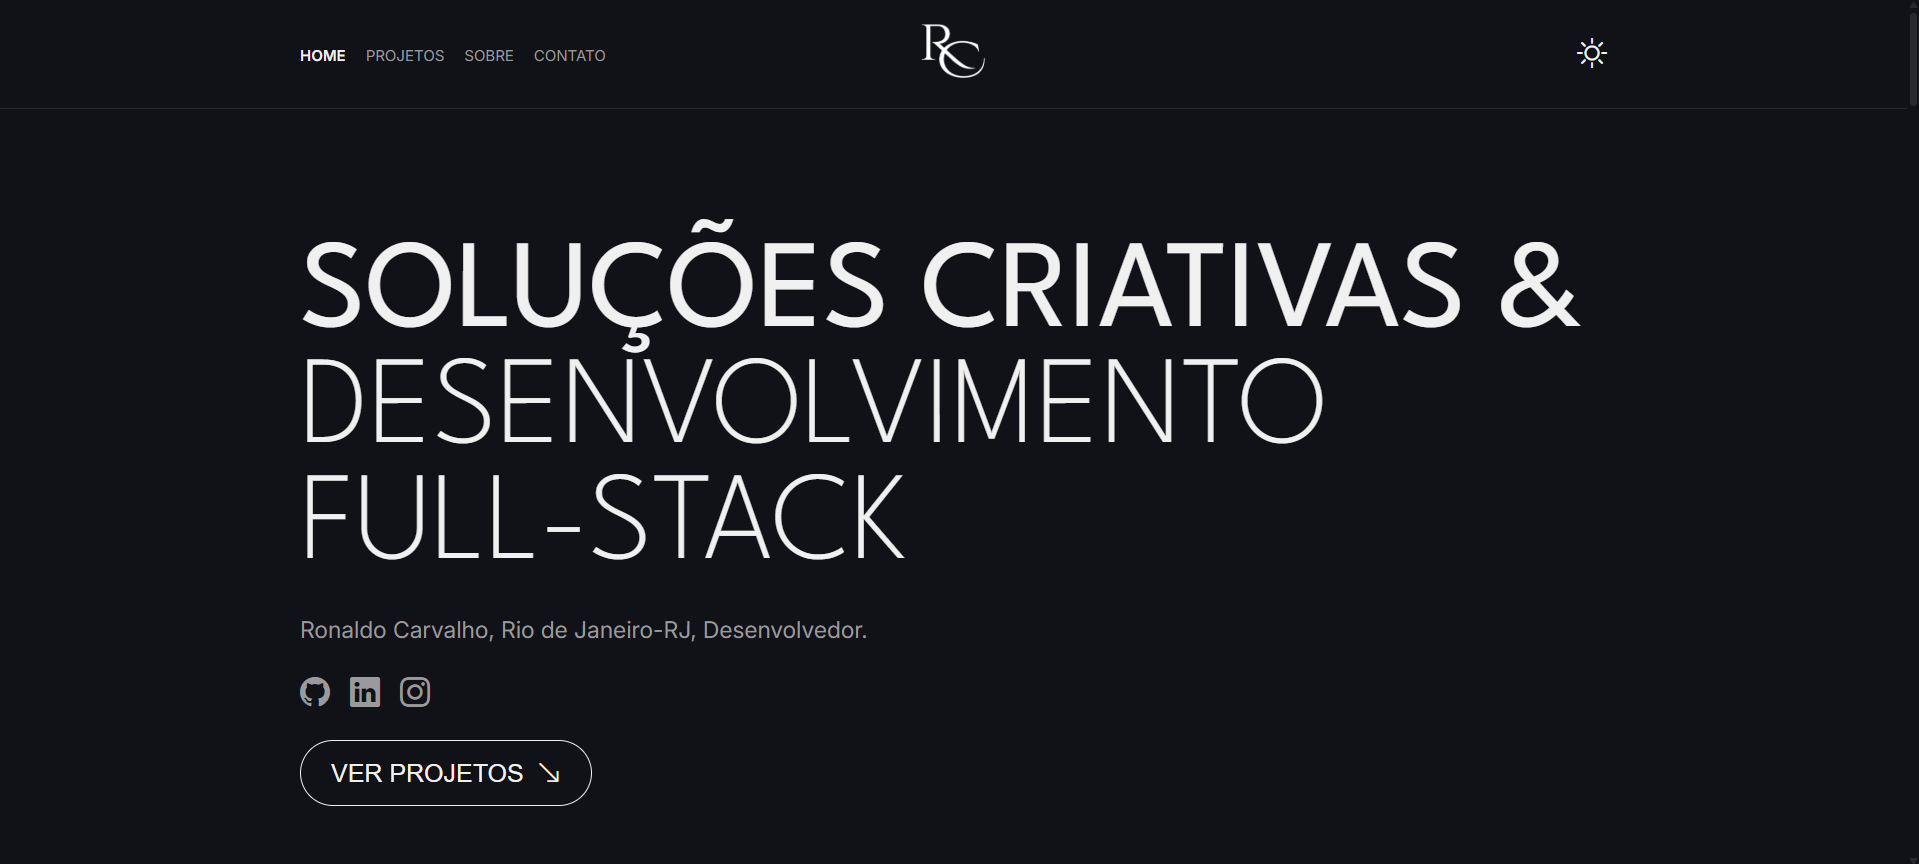 HOME PROJETOS SOBRE CONTATO
RC
SOLUÇÕES CRIATIVAS &
DESENVOLVIMENTO
FULL-STACK
Ronaldo Carvalho, Rio de Janeiro-RJ, Desenvolvedor.
in
VER PROJETOS ↘